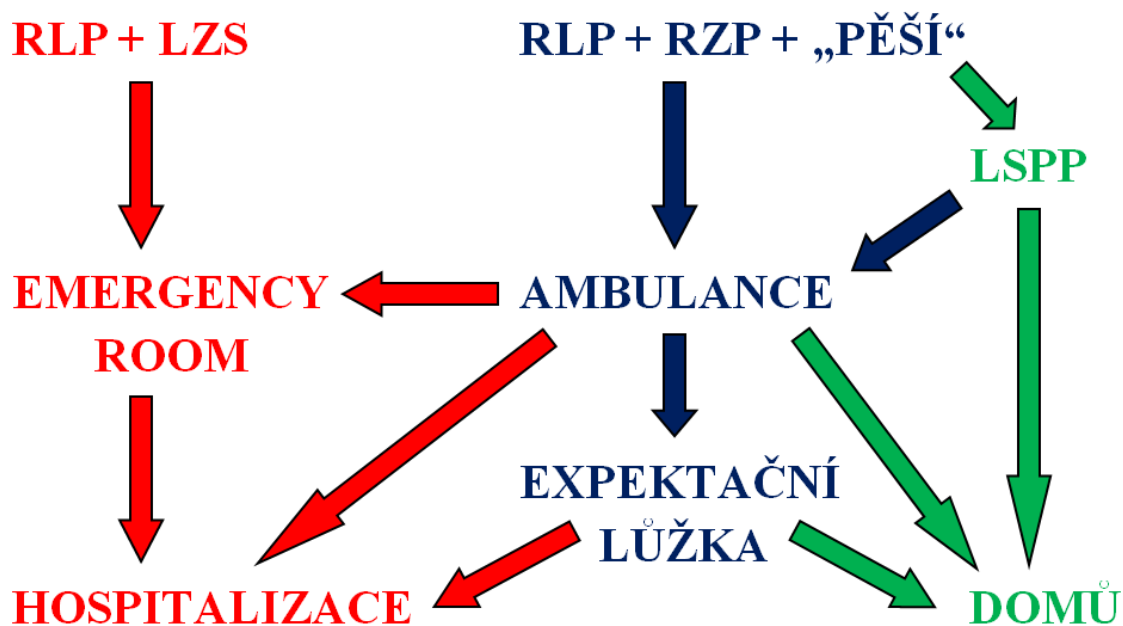 RLP + LZS
RLP + RZP + „PĚŠÍ“
LSPP
EMERGENCY
ROOM
AMBULANCE
EXPEKTAČNÍ
LŮŽKA
HOSPITALIZACE
DOMŮ